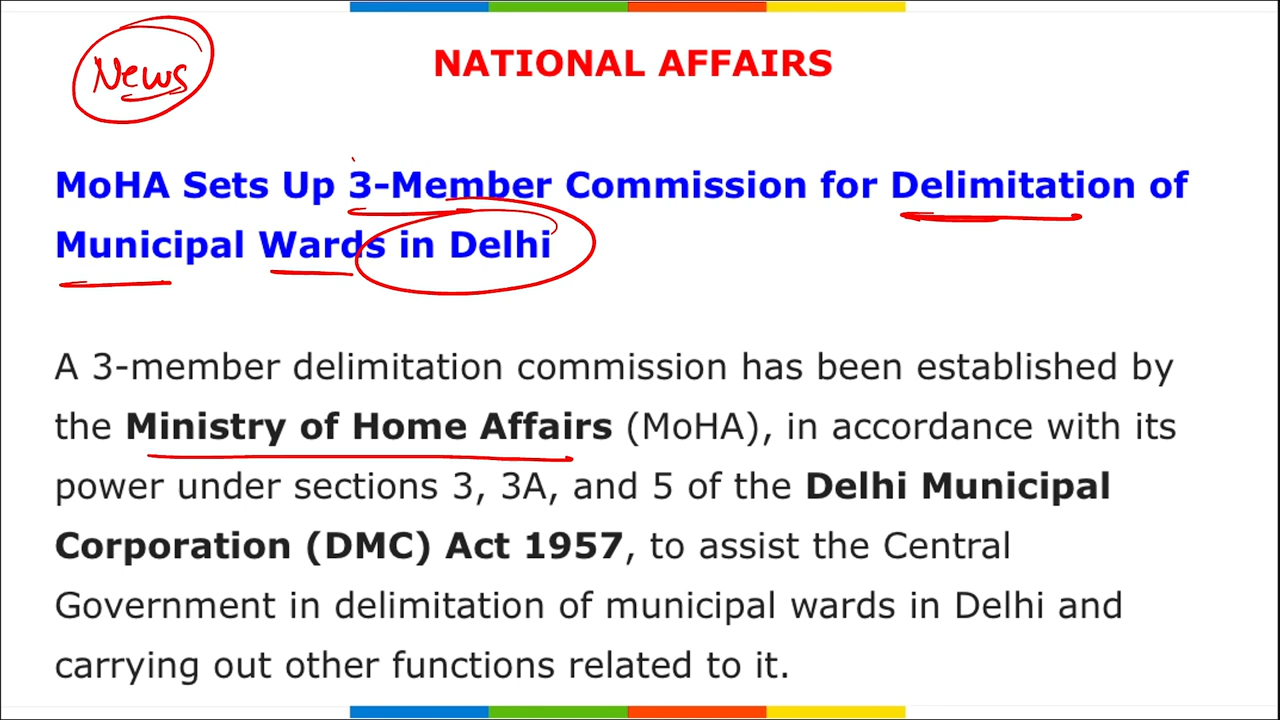 News
NATIONAL AFFAIRS
MoHA Sets Up 3-Member Commission for Delimitation of
Municipal Wards in Delhi
A 3-member delimitation commission has been established by
the Ministry of Home Affairs (MoHA), in accordance with its
power under sections 3, 3A, and 5 of the Delhi Municipal
Corporation (DMC) Act 1957, to assist the Central
Government in delimitation of municipal wards in Delhi and
carrying out other functions related to it.